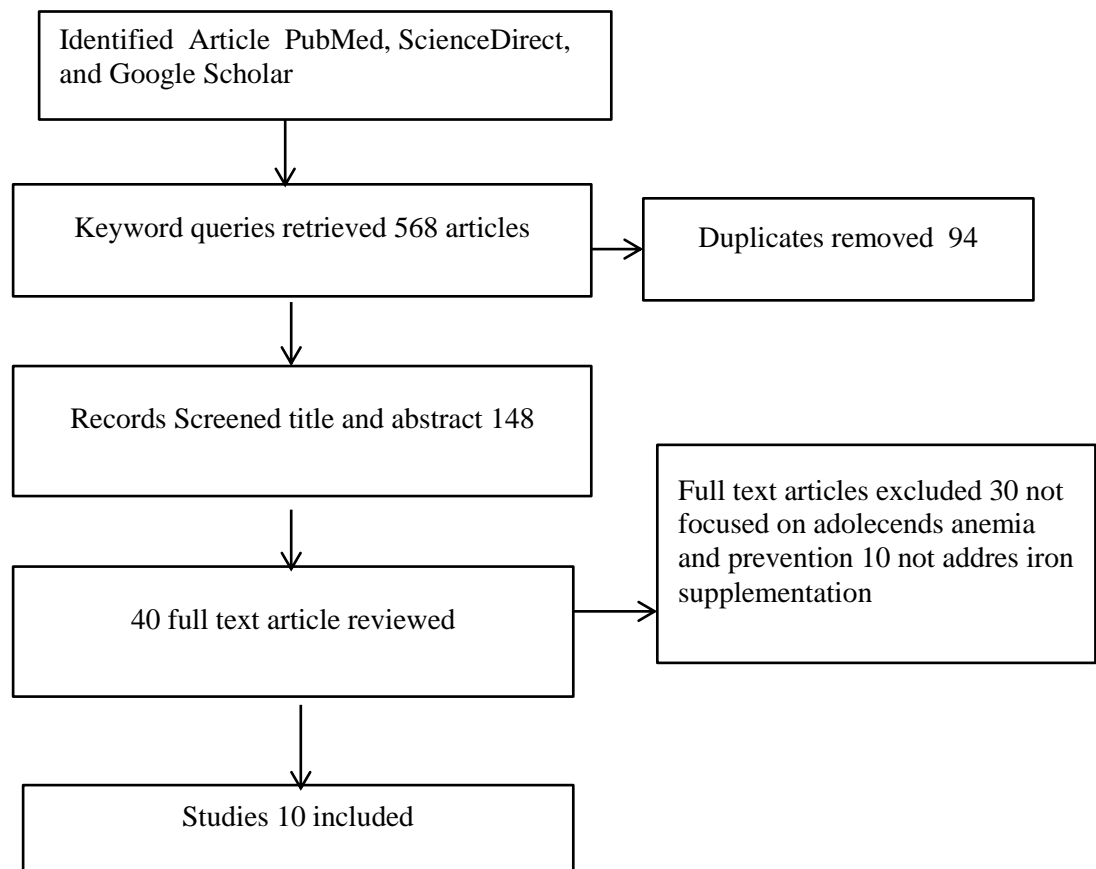 Identified Article PubMed, ScienceDirect,
and Google Scholar
Keyword queries retrieved 568 articles
Duplicates removed 94
Records Screened title and abstract 148
Full text articles excluded 30 not
focused on adolecends anemia
and prevention 10 not addres iron
supplementation
40 full text article reviewed
Studies 10 included